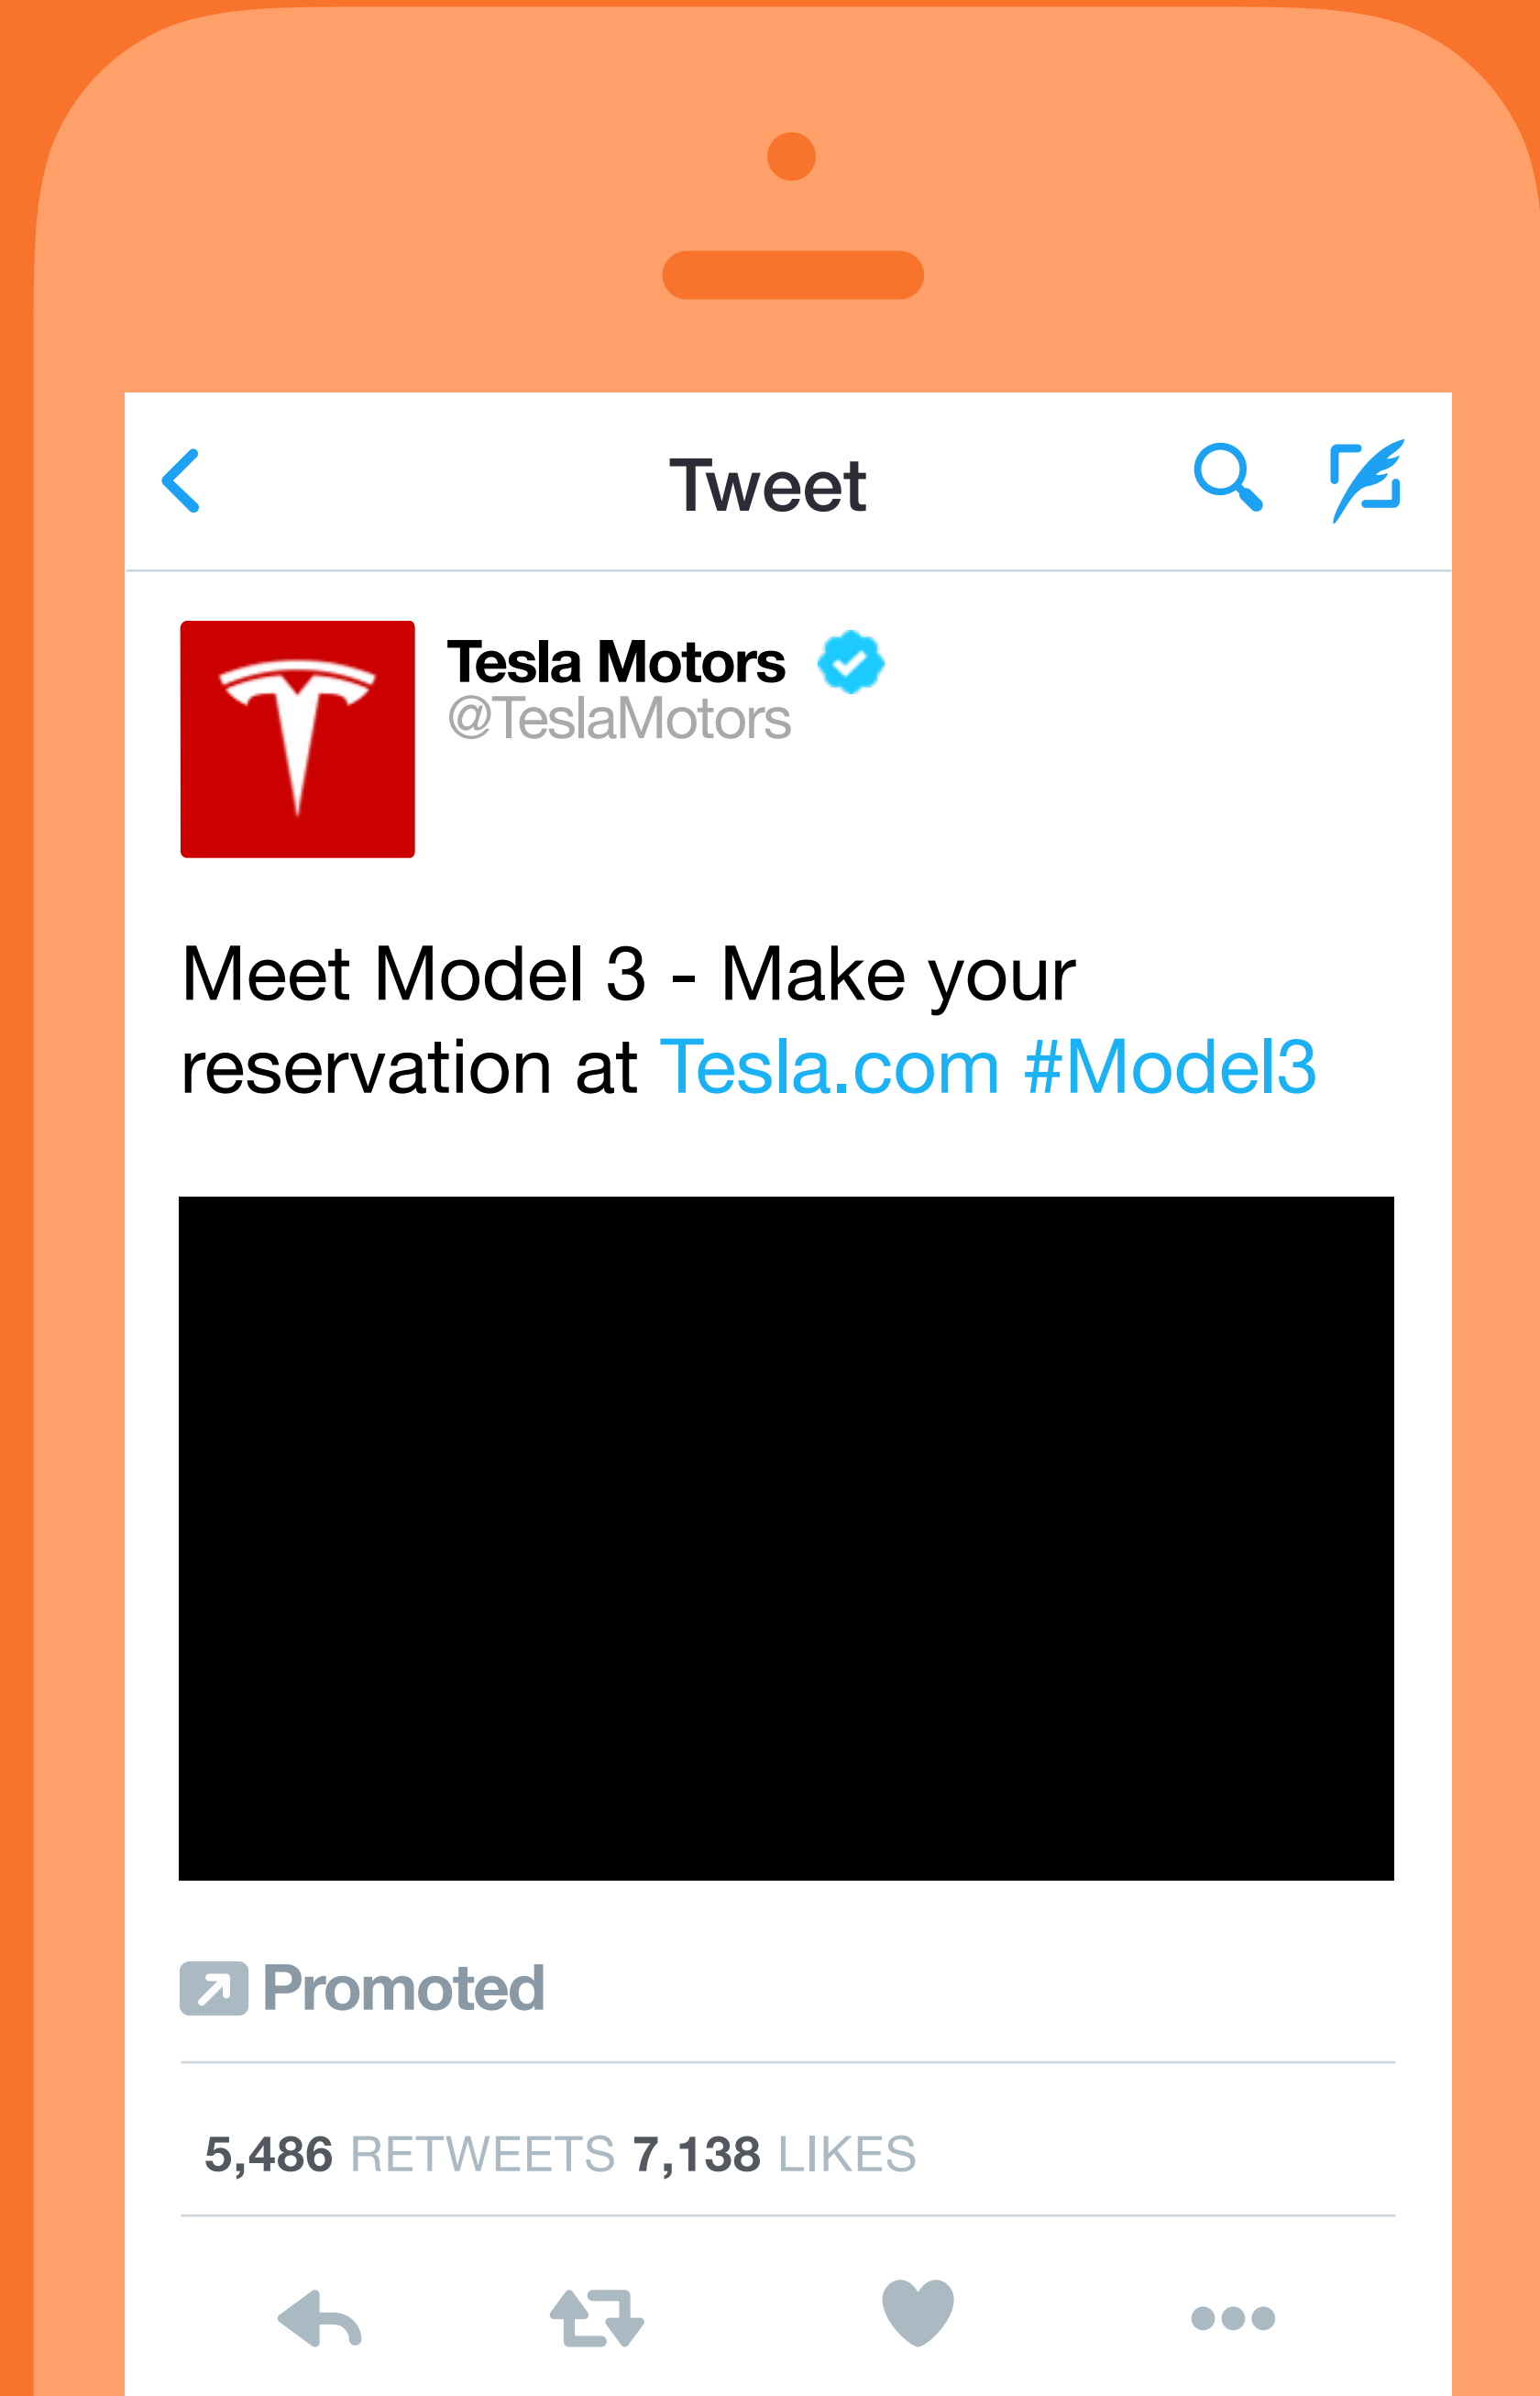 Tweet
Tesla Motors
@TeslaMotors
Meet Model 3 - Make your
reservation at Tesla.com #Model3
Promoted
5,486 RETWEETS 7,138 LIKES